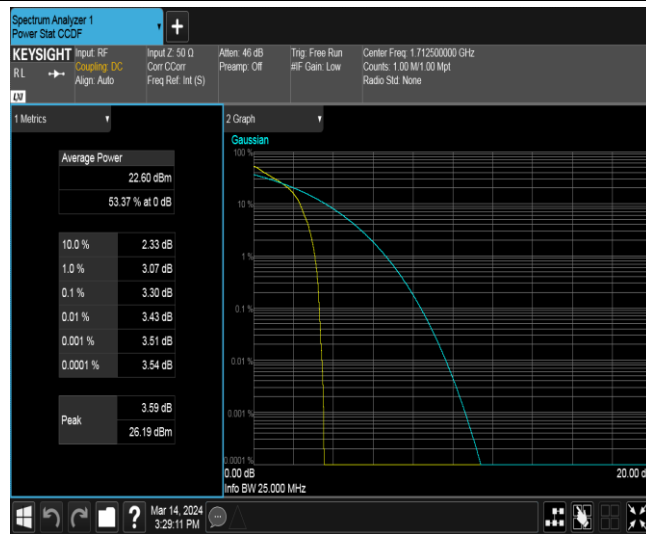 Spectrum Analyzer 1
Power Stat CCDF
+
KEYSIGHT
RL
Input: RF
Coupling: DC
Align: Auto
Input Z: 50 Ω
Corr CCorr
Freq Ref: Int (S)
Atten: 46 dB
Preamp: Off
Trig: Free Run
#IF Gain: Low
Center Freq: 1.712500000 GHz
Counts: 1.00 M/1.00 Mpt
Radio Std: None
1 Metrics
Average Power
22.60 dBm
53.37 % at 0 dB
10.0 % 2.33 dB
1.0 % 3.07 dB
0.1 % 3.30 dB
0.01 % 3.43 dB
0.001 % 3.51 dB
0.0001 % 3.54 dB
Peak
3.59 dB
26.19 dBm
2 Graph
Gaussian
100 %
10 %
1 %
0.1 %
0.01 %
0.001 %
0.0001 %
0.00 dB
20.00 d
Info BW 25.000 MHz
?
Mar 14, 2024
3:29:11 PM